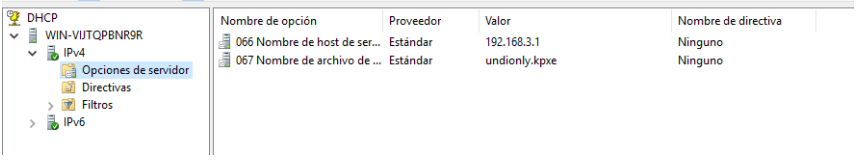 DHCP
WIN-VIJTQPBNR9R
IPv4
Opciones de servidor
Directivas
Filtros
IPv6
Nombre de opción Proveedor Valor Nombre de directiva
066 Nombre de host de ser... Estándar 192.168.3.1 Ninguno
067 Nombre de archivo de ... Estándar undionly.kpxe Ninguno